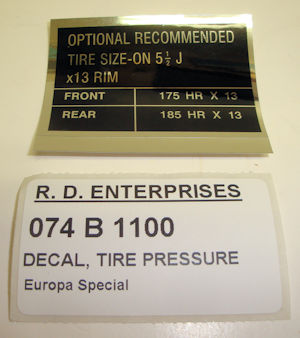 OPTIONAL RECOMMENDED
TIRE SIZE-ON 5½ J
x13 RIM
FRONT 175 HR X 13
REAR 185 HR X 13
R. D. ENTERPRISES
074 B 1100
DECAL, TIRE PRESSURE
Europa Special